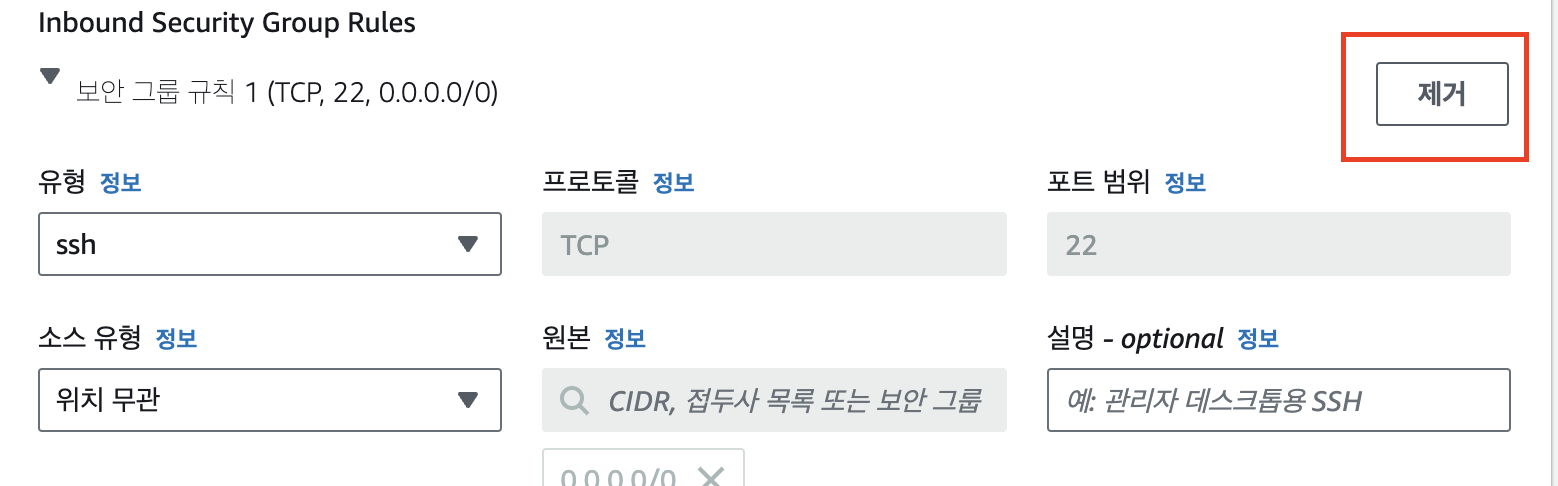 Inbound Security Group Rules
보안 그룹 규칙 1 (TCP, 22, 0.0.0.0/0)
제거
유형 정보
프로토콜 정보
포트 범위 정보
ssh
TCP
22
소스 유형 정보
원본 정보
설명 - optional 정보
위치 무관
CIDR, 접두사 목록 또는 보안 그룹
예: 관리자 데스크톱용 SSH
0.0.0.0/0